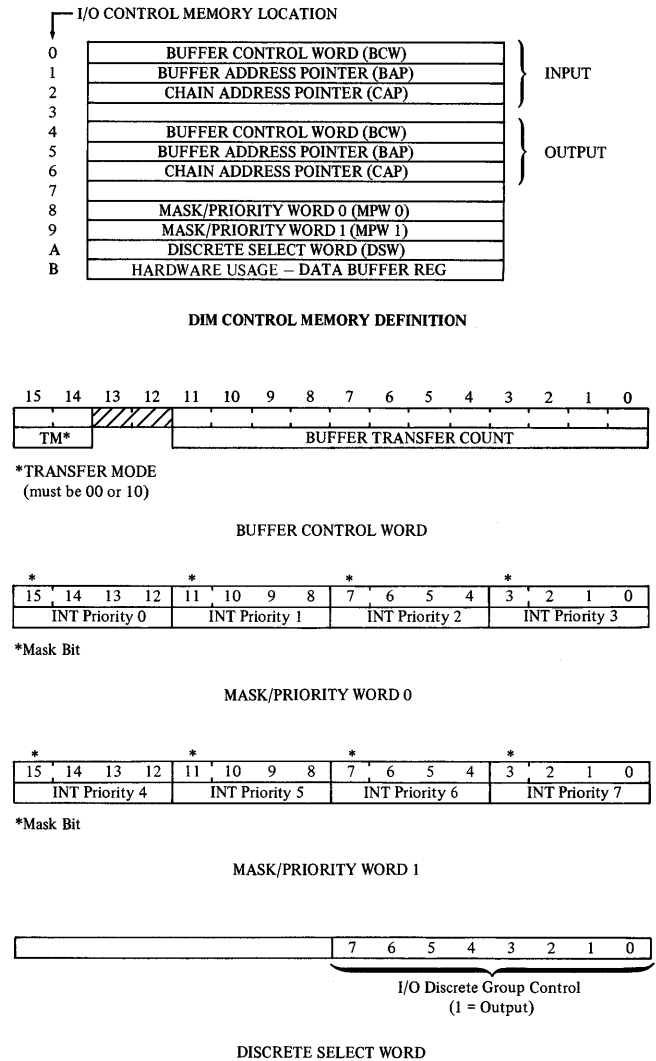 I/O CONTROL MEMORY LOCATION
0 BUFFER CONTROL WORD (BCW)
1 BUFFER ADDRESS POINTER (BAP) INPUT
2 CHAIN ADDRESS POINTER (CAP)
3
4 BUFFER CONTROL WORD (BCW)
5 BUFFER ADDRESS POINTER (BAP) OUTPUT
6 CHAIN ADDRESS POINTER (CAP)
7
8 MASK/PRIORITY WORD 0 (MPW 0)
9 MASK/PRIORITY WORD 1 (MPW 1)
A DISCRETE SELECT WORD (DSW)
B HARDWARE USAGE – DATA BUFFER REG
DIM CONTROL MEMORY DEFINITION
15 14 13 12 11 10 9 8 7 6 5 4 3 2 1 0
TM* BUFFER TRANSFER COUNT
*TRANSFER MODE
(must be 00 or 10)
BUFFER CONTROL WORD
* * * *
15 14 13 12 11 10 9 8 7 6 5 4 3 2 1 0
INT Priority 0 INT Priority 1 INT Priority 2 INT Priority 3
*Mask Bit
MASK/PRIORITY WORD 0
* * * *
15 14 13 12 11 10 9 8 7 6 5 4 3 2 1 0
INT Priority 4 INT Priority 5 INT Priority 6 INT Priority 7
*Mask Bit
MASK/PRIORITY WORD 1
7 6 5 4 3 2 1 0
I/O Discrete Group Control
(1 = Output)
DISCRETE SELECT WORD